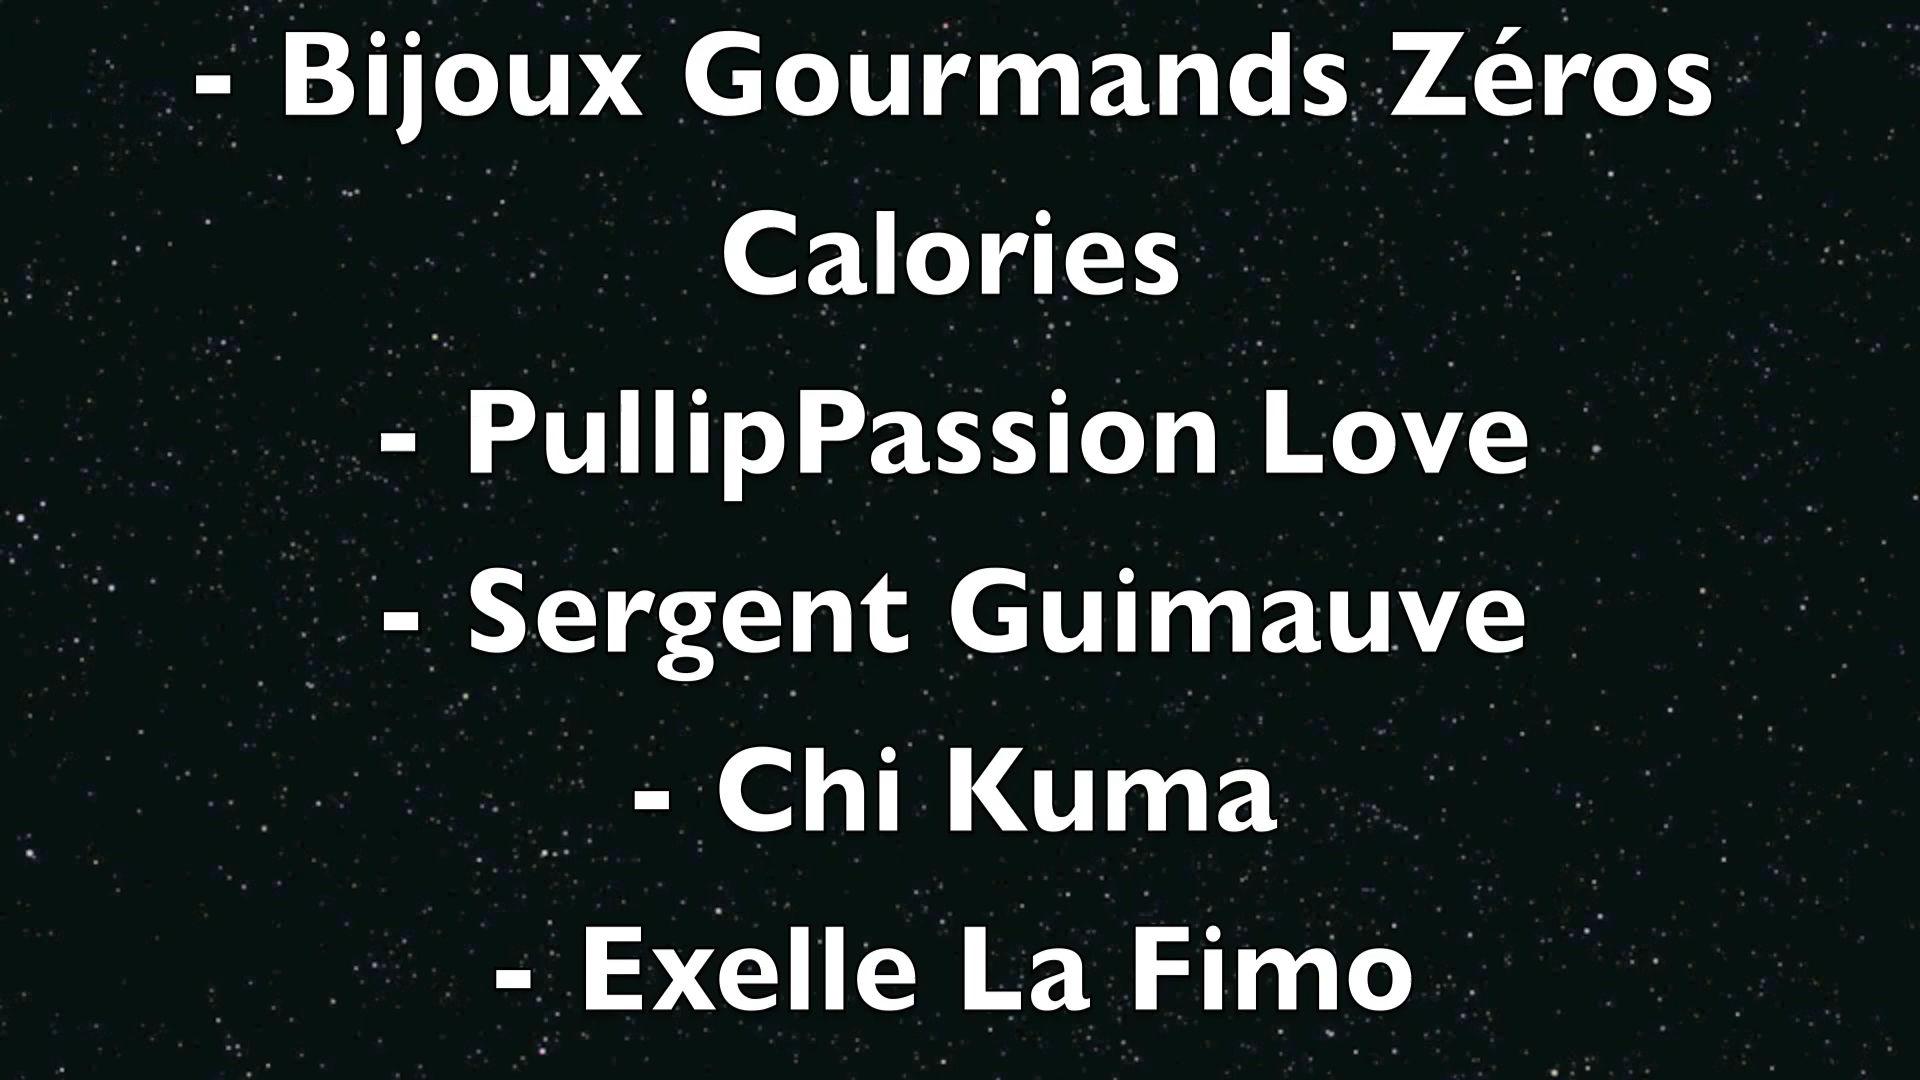 - Bijoux Gourmands Zéros
Calories
- PullipPassion Love
- Sergent Guimauve
- Chi Kuma
- Exelle La Fimo